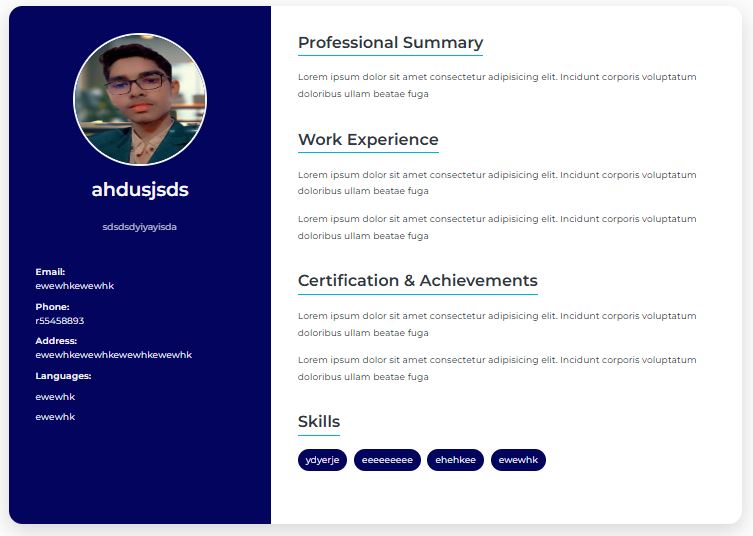 ahdusjsds
sdsdsdyiyayisda
Email:
ewewhkewewhk
Phone:
r55458893
Address:
ewewhkewewhkewewhkewewhk
Languages:
ewewhk
ewewhk
Professional Summary
Lorem ipsum dolor sit amet consectetur adipisicing elit. Incidunt corporis voluptatum
doloribus ullam beatae fuga
Work Experience
Lorem ipsum dolor sit amet consectetur adipisicing elit. Incidunt corporis voluptatum
doloribus ullam beatae fuga
Lorem ipsum dolor sit amet consectetur adipisicing elit. Incidunt corporis voluptatum
doloribus ullam beatae fuga
Certification & Achievements
Lorem ipsum dolor sit amet consectetur adipisicing elit. Incidunt corporis voluptatum
doloribus ullam beatae fuga
Lorem ipsum dolor sit amet consectetur adipisicing elit. Incidunt corporis voluptatum
doloribus ullam beatae fuga
Skills
ydyerje eeeeeeeee ehehkee ewewhk